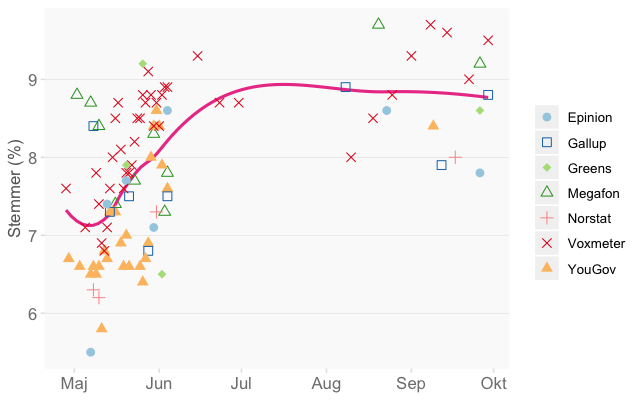 Stemmer (%)
9
8
7
6
Maj Jun Jul Aug Sep Okt
Epinion
Gallup
Greens
Megafon
Norstat
Voxmeter
YouGov